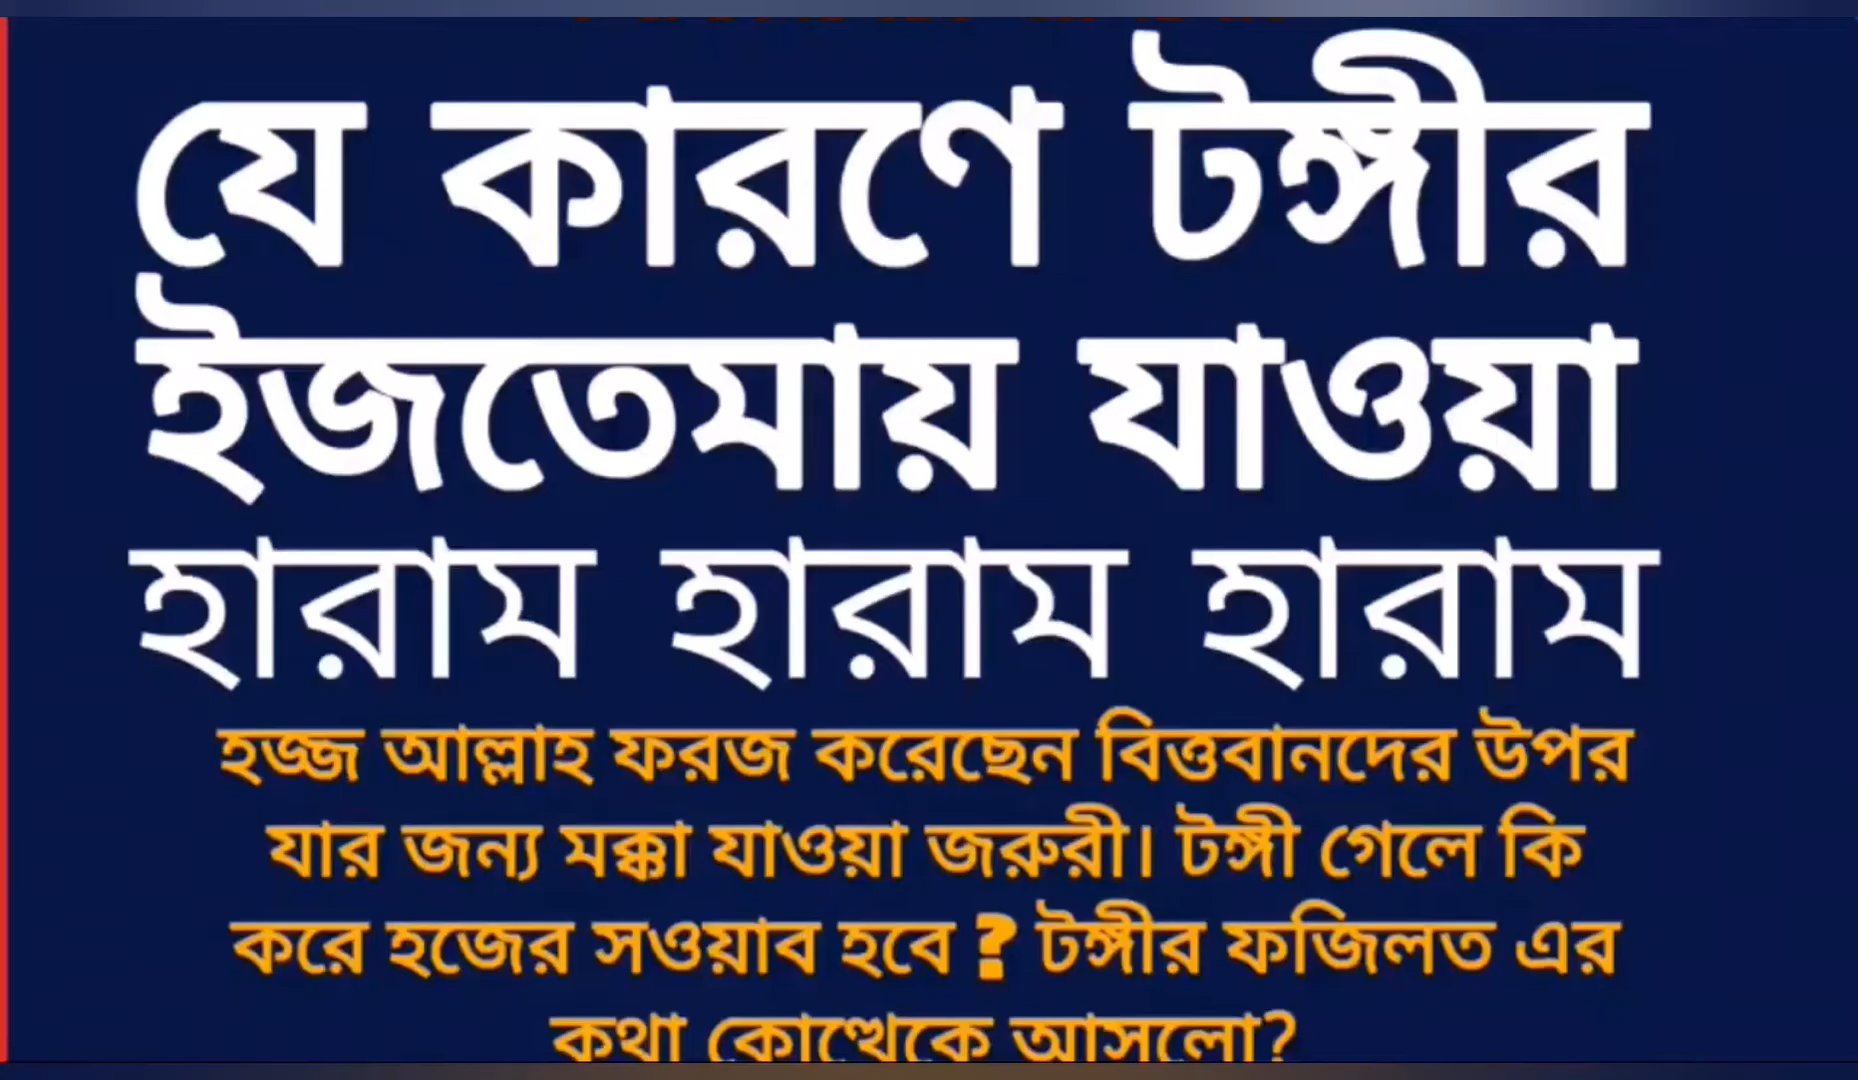 যে কারণে টঙ্গীর
ইজতেমায় যাওয়া
হারাম হারাম হারাম
হজ্জ আল্লাহ ফরজ করেছেন বিত্তবানদের উপর
যার জন্য মক্কা যাওয়া জরুরী। টঙ্গী গেলে কি
করে হজের সওয়াব হবে ? টঙ্গীর ফজিলত এর
কথা কোত্থেকে আসলো?